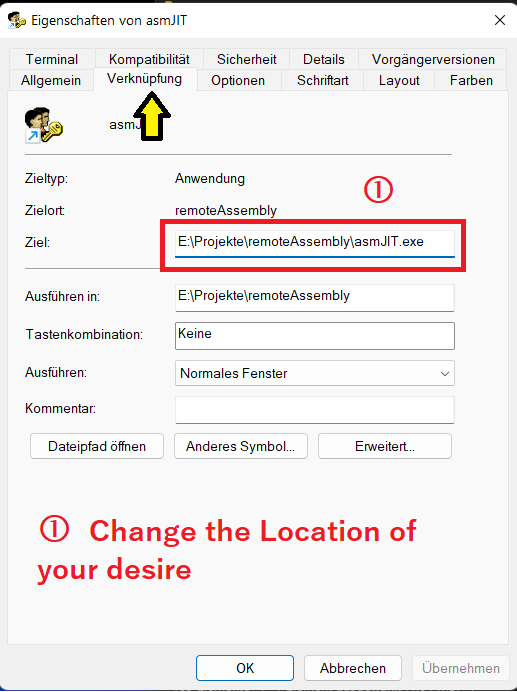 Eigenschaften von asmJIT
Terminal Kompatibilität Sicherheit Details Vorgängerversionen
Allgemein Verknüpfung Optionen Schriftart Layout Farben
Zieltyp: Anwendung
①
Zielort: remoteAssembly
Ziel: E:\Projekte\remoteAssembly\asmJIT.exe
Ausführen in: E:\Projekte\remoteAssembly
Tastenkombination: Keine
Ausführen: Normales Fenster
Kommentar:
Dateipfad öffnen Anderes Symbol... Erweitert...
① Change the Location of
your desire
OK Abbrechen Übernehmen